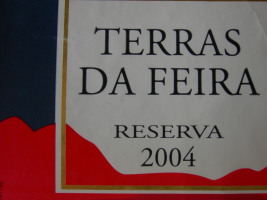 TERRAS
DA FEIRA
RESERVA
2004